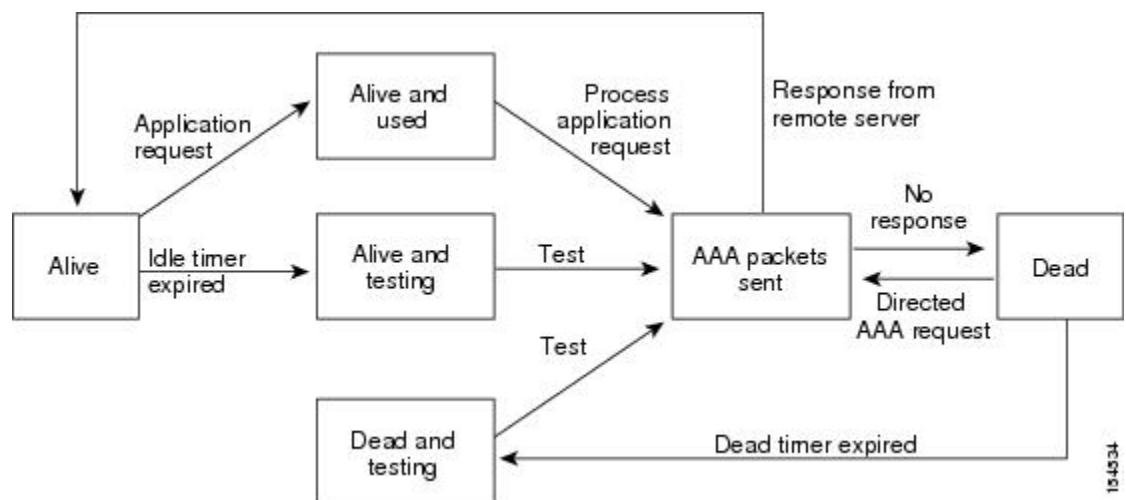 Alive and
used
Application
request
Process
application
request
Response from
remote server
Alive
Idle timer
expired
Alive and
testing
Test
AAA packets
sent
No
response
Directed
AAA request
Dead
Test
Dead and
testing
Dead timer expired
154534